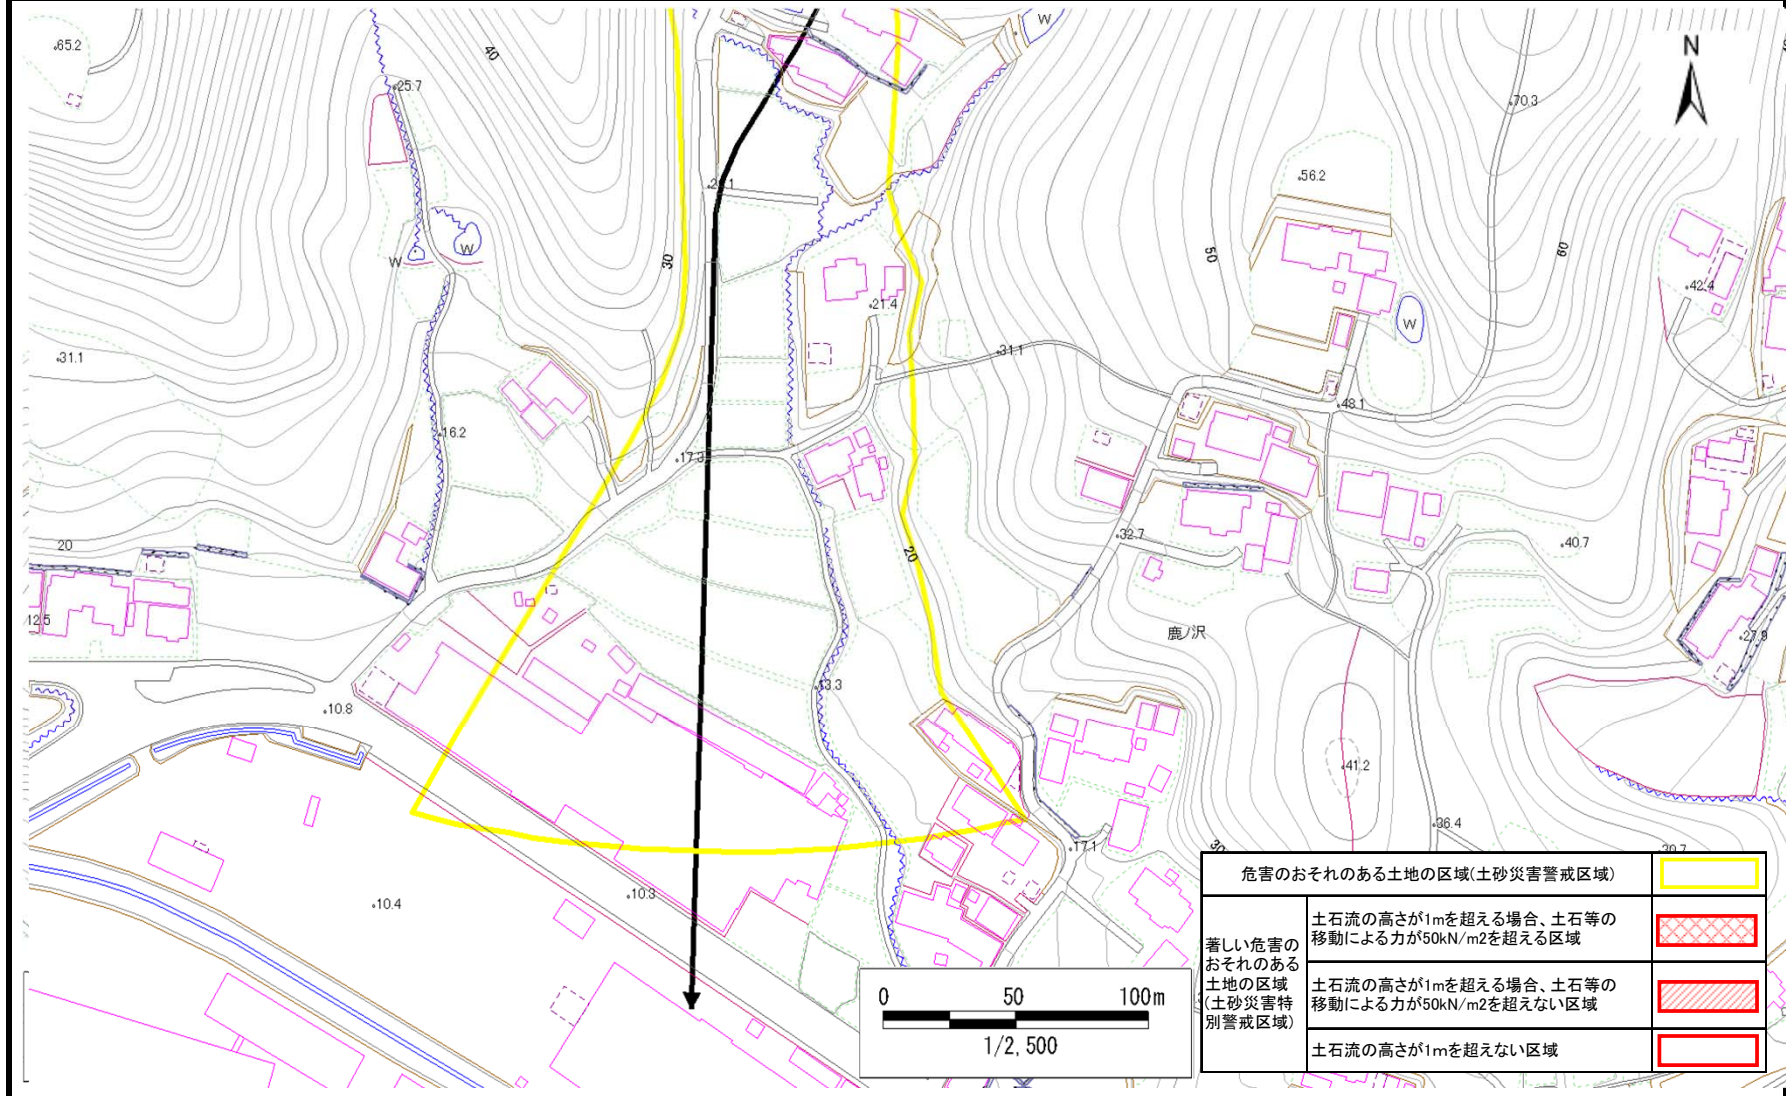 65.2
40
W
N
25.7
70.3
56.2
W
W
30
50
60
42.4
21.4
W
31.1
31.1
48.1
16.2
17.3
20
20
32.7
40.7
12.5
鹿ノ沢
27.9
13.3
10.8
41.2
36.4
17.1
30
10.3
10.4
危害のおそれのある土地の区域(土砂災害警戒区域)
著しい危害の
おそれのある
土地の区域
(土砂災害特
別警戒区域)
土石流の高さが1mを超える場合、土石等の
移動による力が50kN/m2を超える区域
土石流の高さが1mを超える場合、土石等の
移動による力が50kN/m2を超えない区域
土石流の高さが1mを超えない区域
0 50 100m
1/2,500